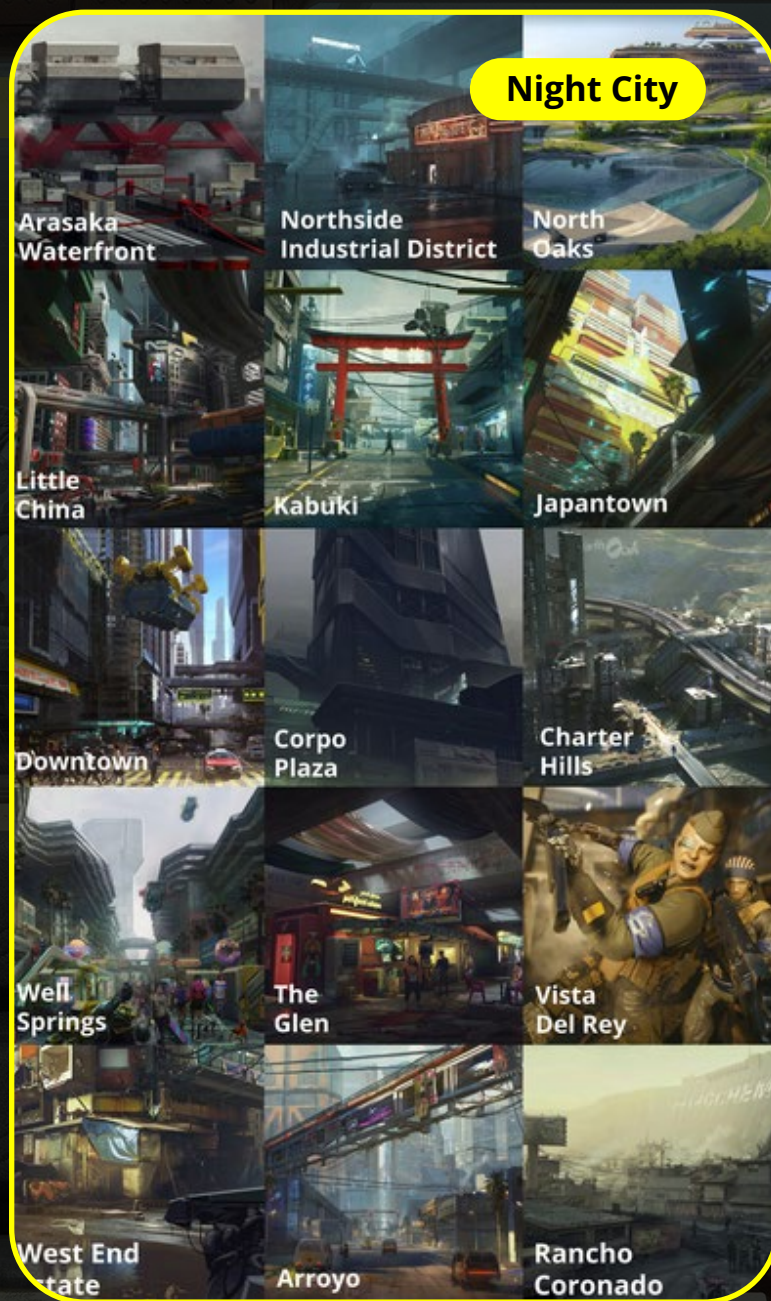 Night City
Arasaka
Waterfront
Northside
Industrial District
North
Oaks
Little
China
Kabuki
Japantown
Downtown
Corpo
Plaza
Charter
Hills
Well
Springs
The
Glen
Vista
Del Rey
West End
Estate
Arroyo
Rancho
Coronado